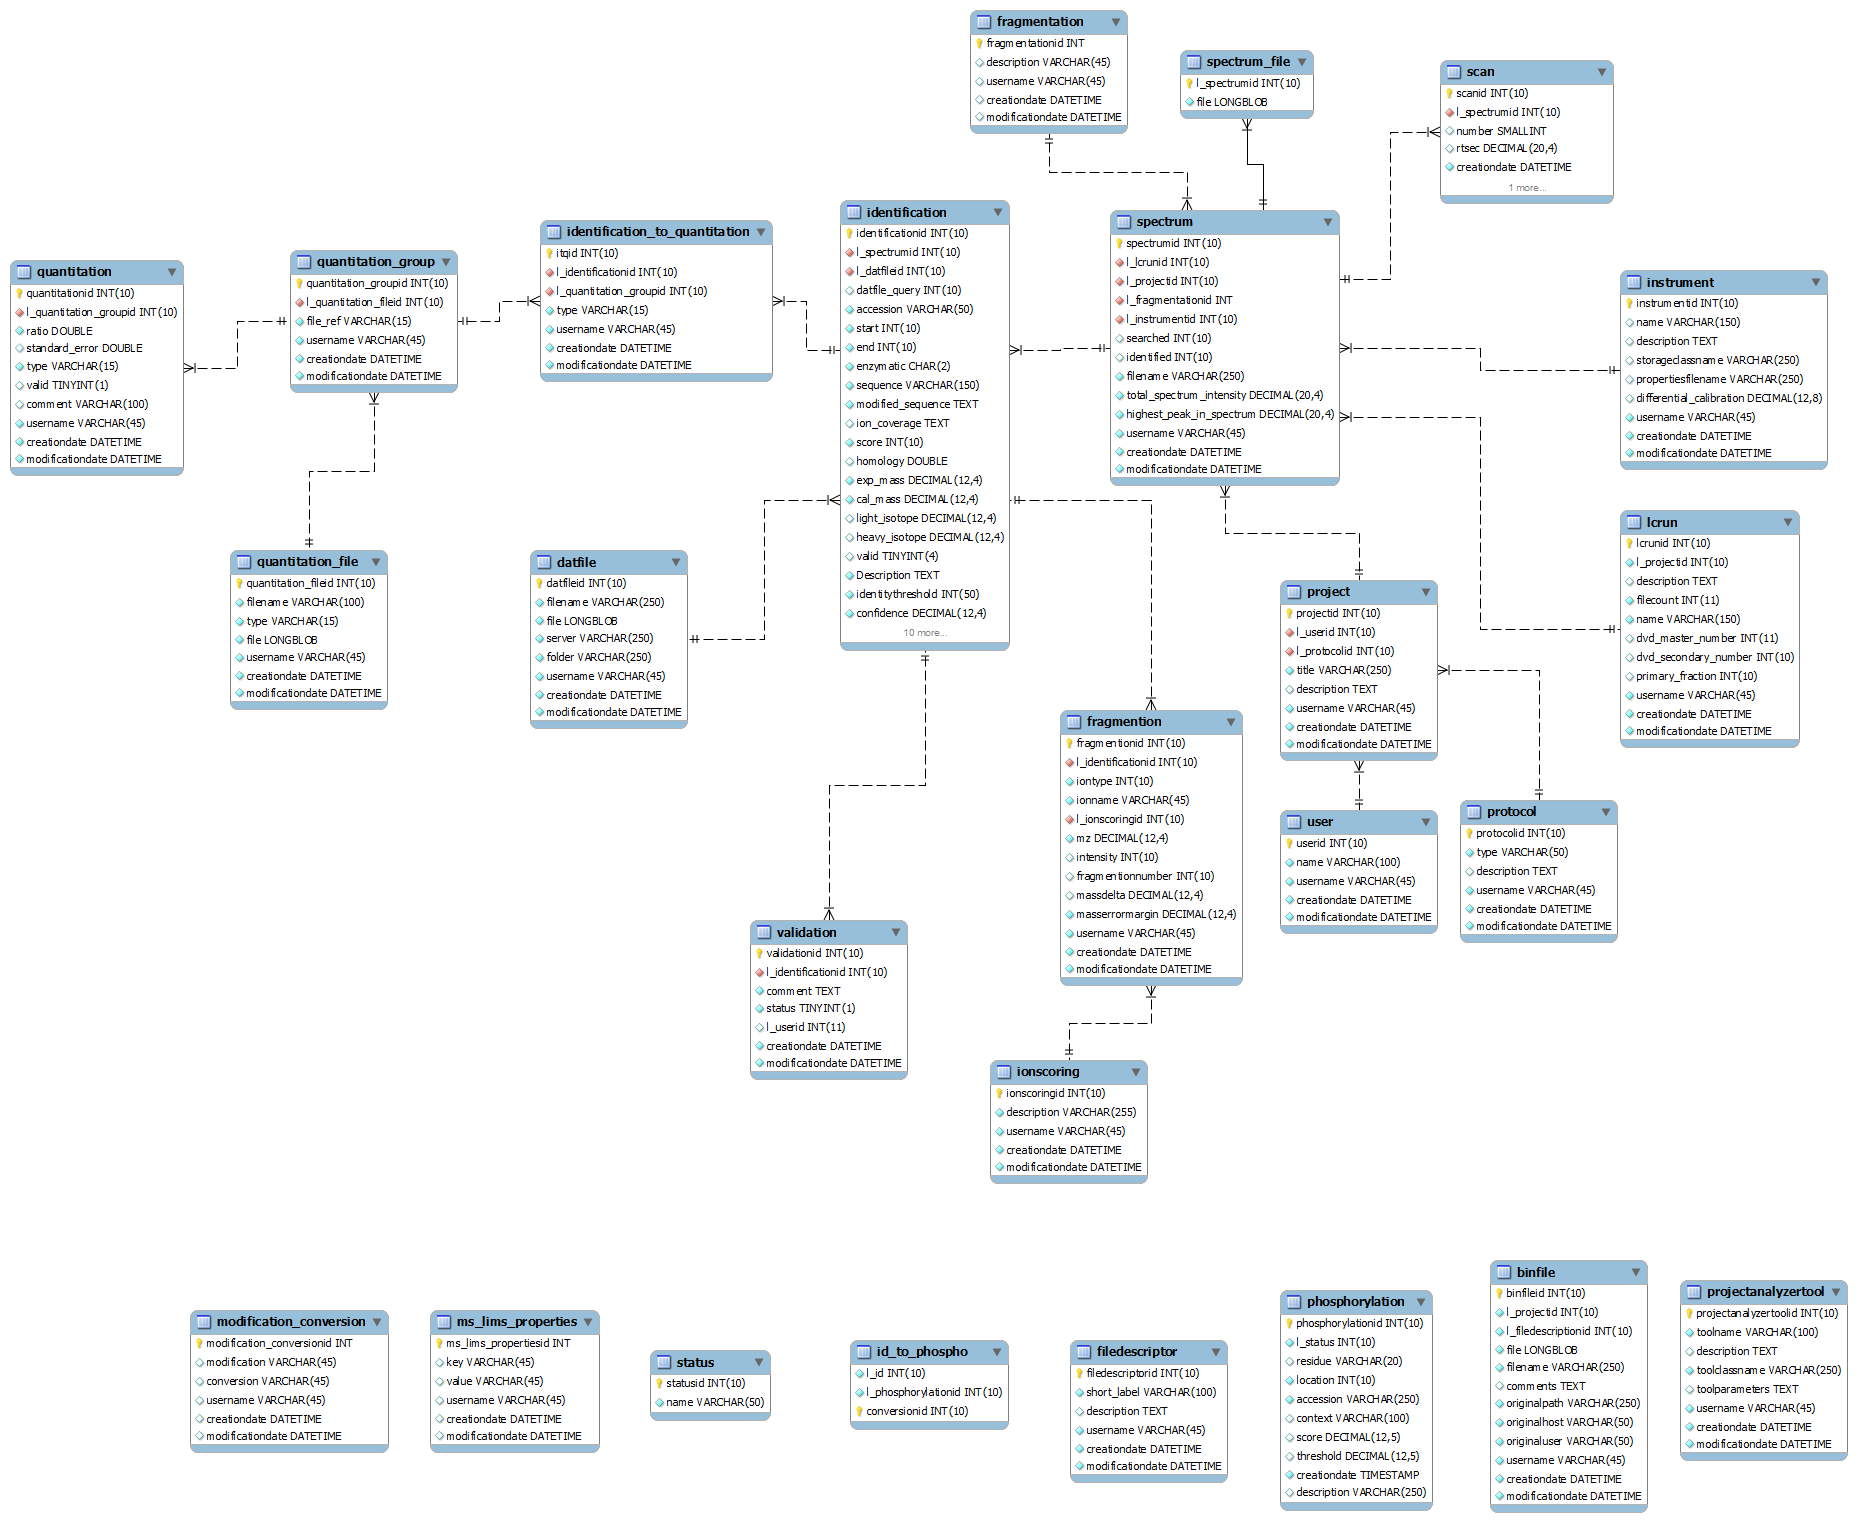 fragmentation
fragmentationid INT
description VARCHAR(45)
username VARCHAR(45)
creationdate DATETIME
modificationdate DATETIME
spectrum_file
l_spectrumid INT(10)
file LONGBLOB
scan
scanid INT(10)
l_spectrumid INT(10)
number SMALLINT
rtsec DECIMAL(20,4)
creationdate DATETIME
1 more...
quantitation
quantitationid INT(10)
l_quantitation_groupid INT(10)
ratio DOUBLE
standard_error DOUBLE
type VARCHAR(15)
valid TINYINT(1)
comment VARCHAR(100)
username VARCHAR(45)
creationdate DATETIME
modificationdate DATETIME
quantitation_group
quantitation_groupid INT(10)
l_quantitation_fileid INT(10)
file_ref VARCHAR(15)
username VARCHAR(45)
creationdate DATETIME
modificationdate DATETIME
identification_to_quantitation
itqid INT(10)
l_identificationid INT(10)
l_quantitation_groupid INT(10)
type VARCHAR(15)
username VARCHAR(45)
creationdate DATETIME
modificationdate DATETIME
identification
identificationid INT(10)
l_spectrumid INT(10)
l_datfileid INT(10)
datfile_query INT(10)
accession VARCHAR(50)
start INT(10)
end INT(10)
enzymatic CHAR(2)
sequence VARCHAR(150)
modified_sequence TEXT
ion_coverage TEXT
score INT(10)
homology DOUBLE
exp_mass DECIMAL(12,4)
cal_mass DECIMAL(12,4)
light_isotope DECIMAL(12,4)
heavy_isotope DECIMAL(12,4)
valid TINYINT(4)
Description TEXT
identitythreshold INT(50)
confidence DECIMAL(12,4)
10 more...
spectrum
spectrumid INT(10)
l_lcrunid INT(10)
l_projectid INT(10)
l_fragmentationid INT
l_instrumentid INT(10)
searched INT(10)
identified INT(10)
filename VARCHAR(250)
total_spectrum_intensity DECIMAL(20,4)
highest_peak_in_spectrum DECIMAL(20,4)
username VARCHAR(45)
creationdate DATETIME
modificationdate DATETIME
instrument
instrumentid INT(10)
name VARCHAR(150)
description TEXT
storageclassname VARCHAR(250)
propertiesfilename VARCHAR(250)
differential_calibration DECIMAL(12,8)
username VARCHAR(45)
creationdate DATETIME
modificationdate DATETIME
quantitation_file
quantitation_fileid INT(10)
filename VARCHAR(100)
type VARCHAR(15)
file LONGBLOB
username VARCHAR(45)
creationdate DATETIME
modificationdate DATETIME
datfile
datfileid INT(10)
filename VARCHAR(250)
file LONGBLOB
server VARCHAR(250)
folder VARCHAR(250)
username VARCHAR(45)
creationdate DATETIME
modificationdate DATETIME
project
projectid INT(10)
l_userid INT(10)
l_protocolid INT(10)
title VARCHAR(250)
description TEXT
username VARCHAR(45)
creationdate DATETIME
modificationdate DATETIME
lcrun
lcrunid INT(10)
l_projectid INT(10)
description TEXT
filecount INT(11)
name VARCHAR(150)
dvd_master_number INT(11)
dvd_secondary_number INT(10)
primary_fraction INT(10)
username VARCHAR(45)
creationdate DATETIME
modificationdate DATETIME
fragmention
fragmentionid INT(10)
l_identificationid INT(10)
iontype INT(10)
ionname VARCHAR(45)
l_ionscoringid INT(10)
mz DECIMAL(12,4)
intensity INT(10)
fragmentionnumber INT(10)
massdelta DECIMAL(12,4)
masserrormargin DECIMAL(12,4)
username VARCHAR(45)
creationdate DATETIME
modificationdate DATETIME
user
userid INT(10)
name VARCHAR(100)
username VARCHAR(45)
creationdate DATETIME
modificationdate DATETIME
protocol
protocolid INT(10)
type VARCHAR(50)
description TEXT
username VARCHAR(45)
creationdate DATETIME
modificationdate DATETIME
validation
validationid INT(10)
l_identificationid INT(10)
comment TEXT
status TINYINT(1)
l_userid INT(11)
creationdate DATETIME
modificationdate DATETIME
ionscoring
ionscoringid INT(10)
description VARCHAR(255)
username VARCHAR(45)
creationdate DATETIME
modificationdate DATETIME
modification_conversion
modification_conversionid INT
modification VARCHAR(45)
conversion VARCHAR(45)
username VARCHAR(45)
creationdate DATETIME
modificationdate DATETIME
ms_lims_properties
ms_lims_propertiesid INT
key VARCHAR(45)
value VARCHAR(45)
username VARCHAR(45)
creationdate DATETIME
modificationdate DATETIME
status
statusid INT(10)
name VARCHAR(50)
id_to_phospho
l_id INT(10)
l_phosphorylationid INT(10)
conversionid INT(10)
filedescriptor
filedescriptorid INT(10)
short_label VARCHAR(100)
description TEXT
username VARCHAR(45)
creationdate DATETIME
modificationdate DATETIME
phosphorylation
phosphorylationid INT(10)
l_status INT(10)
residue VARCHAR(20)
location INT(10)
accession VARCHAR(250)
context VARCHAR(100)
score DECIMAL(12,5)
threshold DECIMAL(12,5)
creationdate TIMESTAMP
description VARCHAR(250)
binfile
binfileid INT(10)
l_projectid INT(10)
l_filedescriptionid INT(10)
file LONGBLOB
filename VARCHAR(250)
comments TEXT
originalpath VARCHAR(250)
originalhost VARCHAR(50)
originaluser VARCHAR(50)
username VARCHAR(45)
creationdate DATETIME
modificationdate DATETIME
projectanalyzertool
projectanalyzertoolid INT(10)
toolname VARCHAR(100)
description TEXT
toolclassname VARCHAR(250)
toolparameters TEXT
username VARCHAR(45)
creationdate DATETIME
modificationdate DATETIME